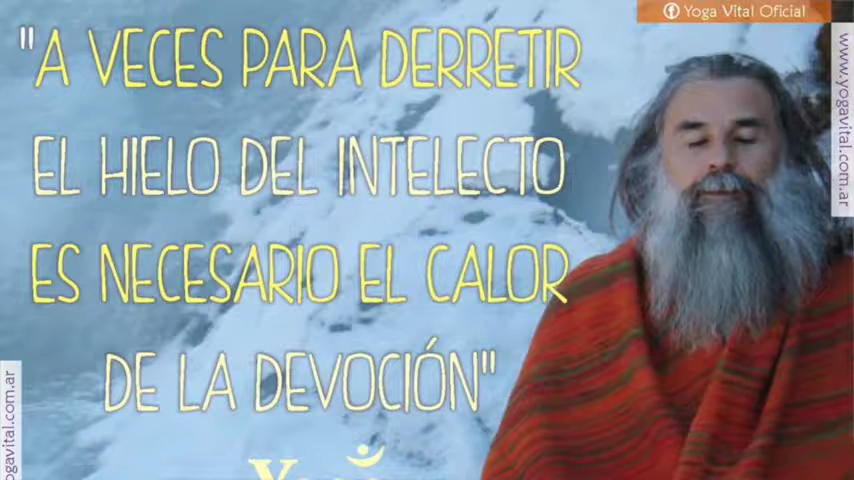 Yoga Vital Oficial
www.yogavital.com.ar
"A VECES PARA DERRETIR
EL HIELO DEL INTELECTO
ES NECESARIO EL CALOR
DE LA DEVOCIÓN"
ogavital.com.ar